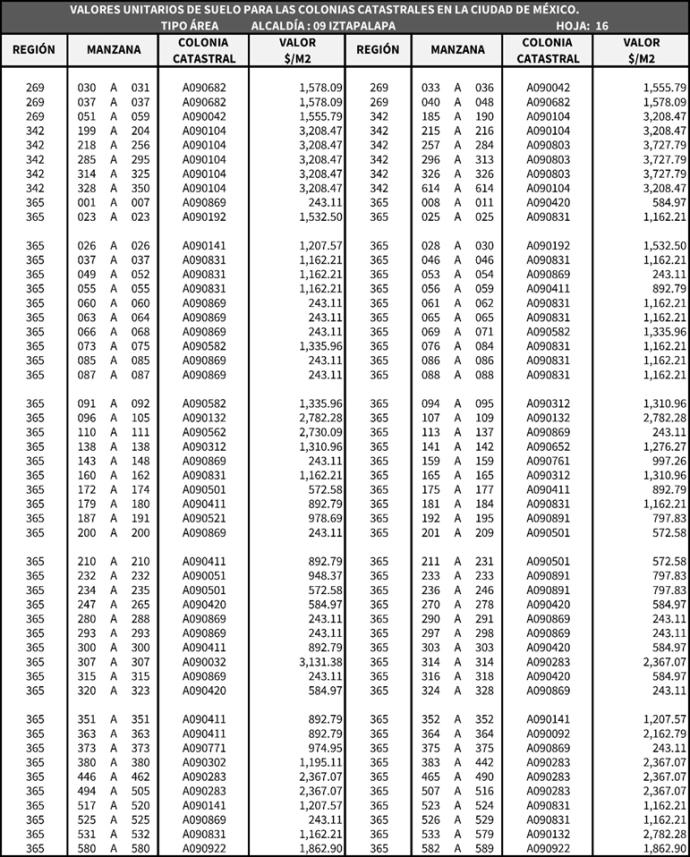 VALORES UNITARIOS DE SUELO PARA LAS COLONIAS CATASTRALES EN LA CIUDAD DE MÉXICO.
TIPO ÁREA ALCALDÍA : 09 IZTAPALAPA HOJA: 16
REGIÓN MANZANA COLONIA CATASTRAL VALOR $/M2 REGIÓN MANZANA COLONIA CATASTRAL VALOR $/M2
269 030 A 031 A090682 1,578.09 269 033 A 036 A090042 1,555.79
269 037 A 037 A090682 1,578.09 269 040 A 048 A090682 1,578.09
269 051 A 059 A090042 1,555.79 342 185 A 190 A090104 3,208.47
342 199 A 204 A090104 3,208.47 342 215 A 216 A090104 3,208.47
342 218 A 256 A090104 3,208.47 342 257 A 284 A090803 3,727.79
342 285 A 295 A090104 3,208.47 342 296 A 313 A090803 3,727.79
342 314 A 325 A090104 3,208.47 342 326 A 326 A090803 3,727.79
342 328 A 350 A090104 3,208.47 342 614 A 614 A090104 3,208.47
365 001 A 007 A090869 243.11 365 008 A 011 A090420 584.97
365 023 A 023 A090192 1,532.50 365 025 A 025 A090831 1,162.21
365 026 A 026 A090141 1,207.57 365 028 A 030 A090192 1,532.50
365 037 A 037 A090831 1,162.21 365 046 A 046 A090831 1,162.21
365 049 A 052 A090831 1,162.21 365 053 A 054 A090869 243.11
365 055 A 055 A090831 1,162.21 365 056 A 059 A090411 892.79
365 060 A 060 A090869 243.11 365 061 A 062 A090831 1,162.21
365 063 A 064 A090869 243.11 365 065 A 065 A090831 1,162.21
365 066 A 068 A090869 243.11 365 069 A 071 A090582 1,335.96
365 073 A 075 A090582 1,335.96 365 076 A 084 A090831 1,162.21
365 085 A 085 A090869 243.11 365 086 A 086 A090831 1,162.21
365 087 A 087 A090869 243.11 365 088 A 088 A090831 1,162.21
365 091 A 092 A090582 1,335.96 365 094 A 095 A090312 1,310.96
365 096 A 105 A090132 2,782.28 365 107 A 109 A090132 2,782.28
365 110 A 111 A090562 2,730.09 365 113 A 137 A090869 243.11
365 138 A 138 A090312 1,310.96 365 141 A 142 A090652 1,276.27
365 143 A 148 A090869 243.11 365 159 A 159 A090761 997.26
365 160 A 162 A090831 1,162.21 365 165 A 165 A090312 1,310.96
365 172 A 174 A090501 572.58 365 175 A 177 A090411 892.79
365 179 A 180 A090411 892.79 365 181 A 184 A090831 1,162.21
365 187 A 191 A090521 978.69 365 192 A 195 A090891 797.83
365 200 A 200 A090869 243.11 365 201 A 209 A090501 572.58
365 210 A 210 A090411 892.79 365 211 A 231 A090501 572.58
365 232 A 232 A090051 948.37 365 233 A 233 A090891 797.83
365 234 A 235 A090501 572.58 365 236 A 246 A090891 797.83
365 247 A 265 A090420 584.97 365 270 A 278 A090420 584.97
365 280 A 288 A090869 243.11 365 290 A 291 A090869 243.11
365 293 A 293 A090869 243.11 365 297 A 298 A090869 243.11
365 300 A 300 A090411 892.79 365 303 A 303 A090420 584.97
365 307 A 307 A090032 3,131.38 365 314 A 314 A090283 2,367.07
365 315 A 315 A090869 243.11 365 316 A 318 A090420 584.97
365 320 A 323 A090420 584.97 365 324 A 328 A090869 243.11
365 351 A 351 A090411 892.79 365 352 A 352 A090141 1,207.57
365 363 A 363 A090411 892.79 365 364 A 364 A090092 2,162.79
365 373 A 373 A090771 974.95 365 375 A 375 A090869 243.11
365 380 A 380 A090302 1,195.11 365 383 A 442 A090283 2,367.07
365 446 A 462 A090283 2,367.07 365 465 A 490 A090283 2,367.07
365 494 A 505 A090283 2,367.07 365 507 A 516 A090283 2,367.07
365 517 A 520 A090141 1,207.57 365 523 A 524 A090831 1,162.21
365 525 A 525 A090869 243.11 365 526 A 529 A090831 1,162.21
365 531 A 532 A090831 1,162.21 365 533 A 579 A090132 2,782.28
365 580 A 580 A090922 1,862.90 365 582 A 589 A090922 1,862.90